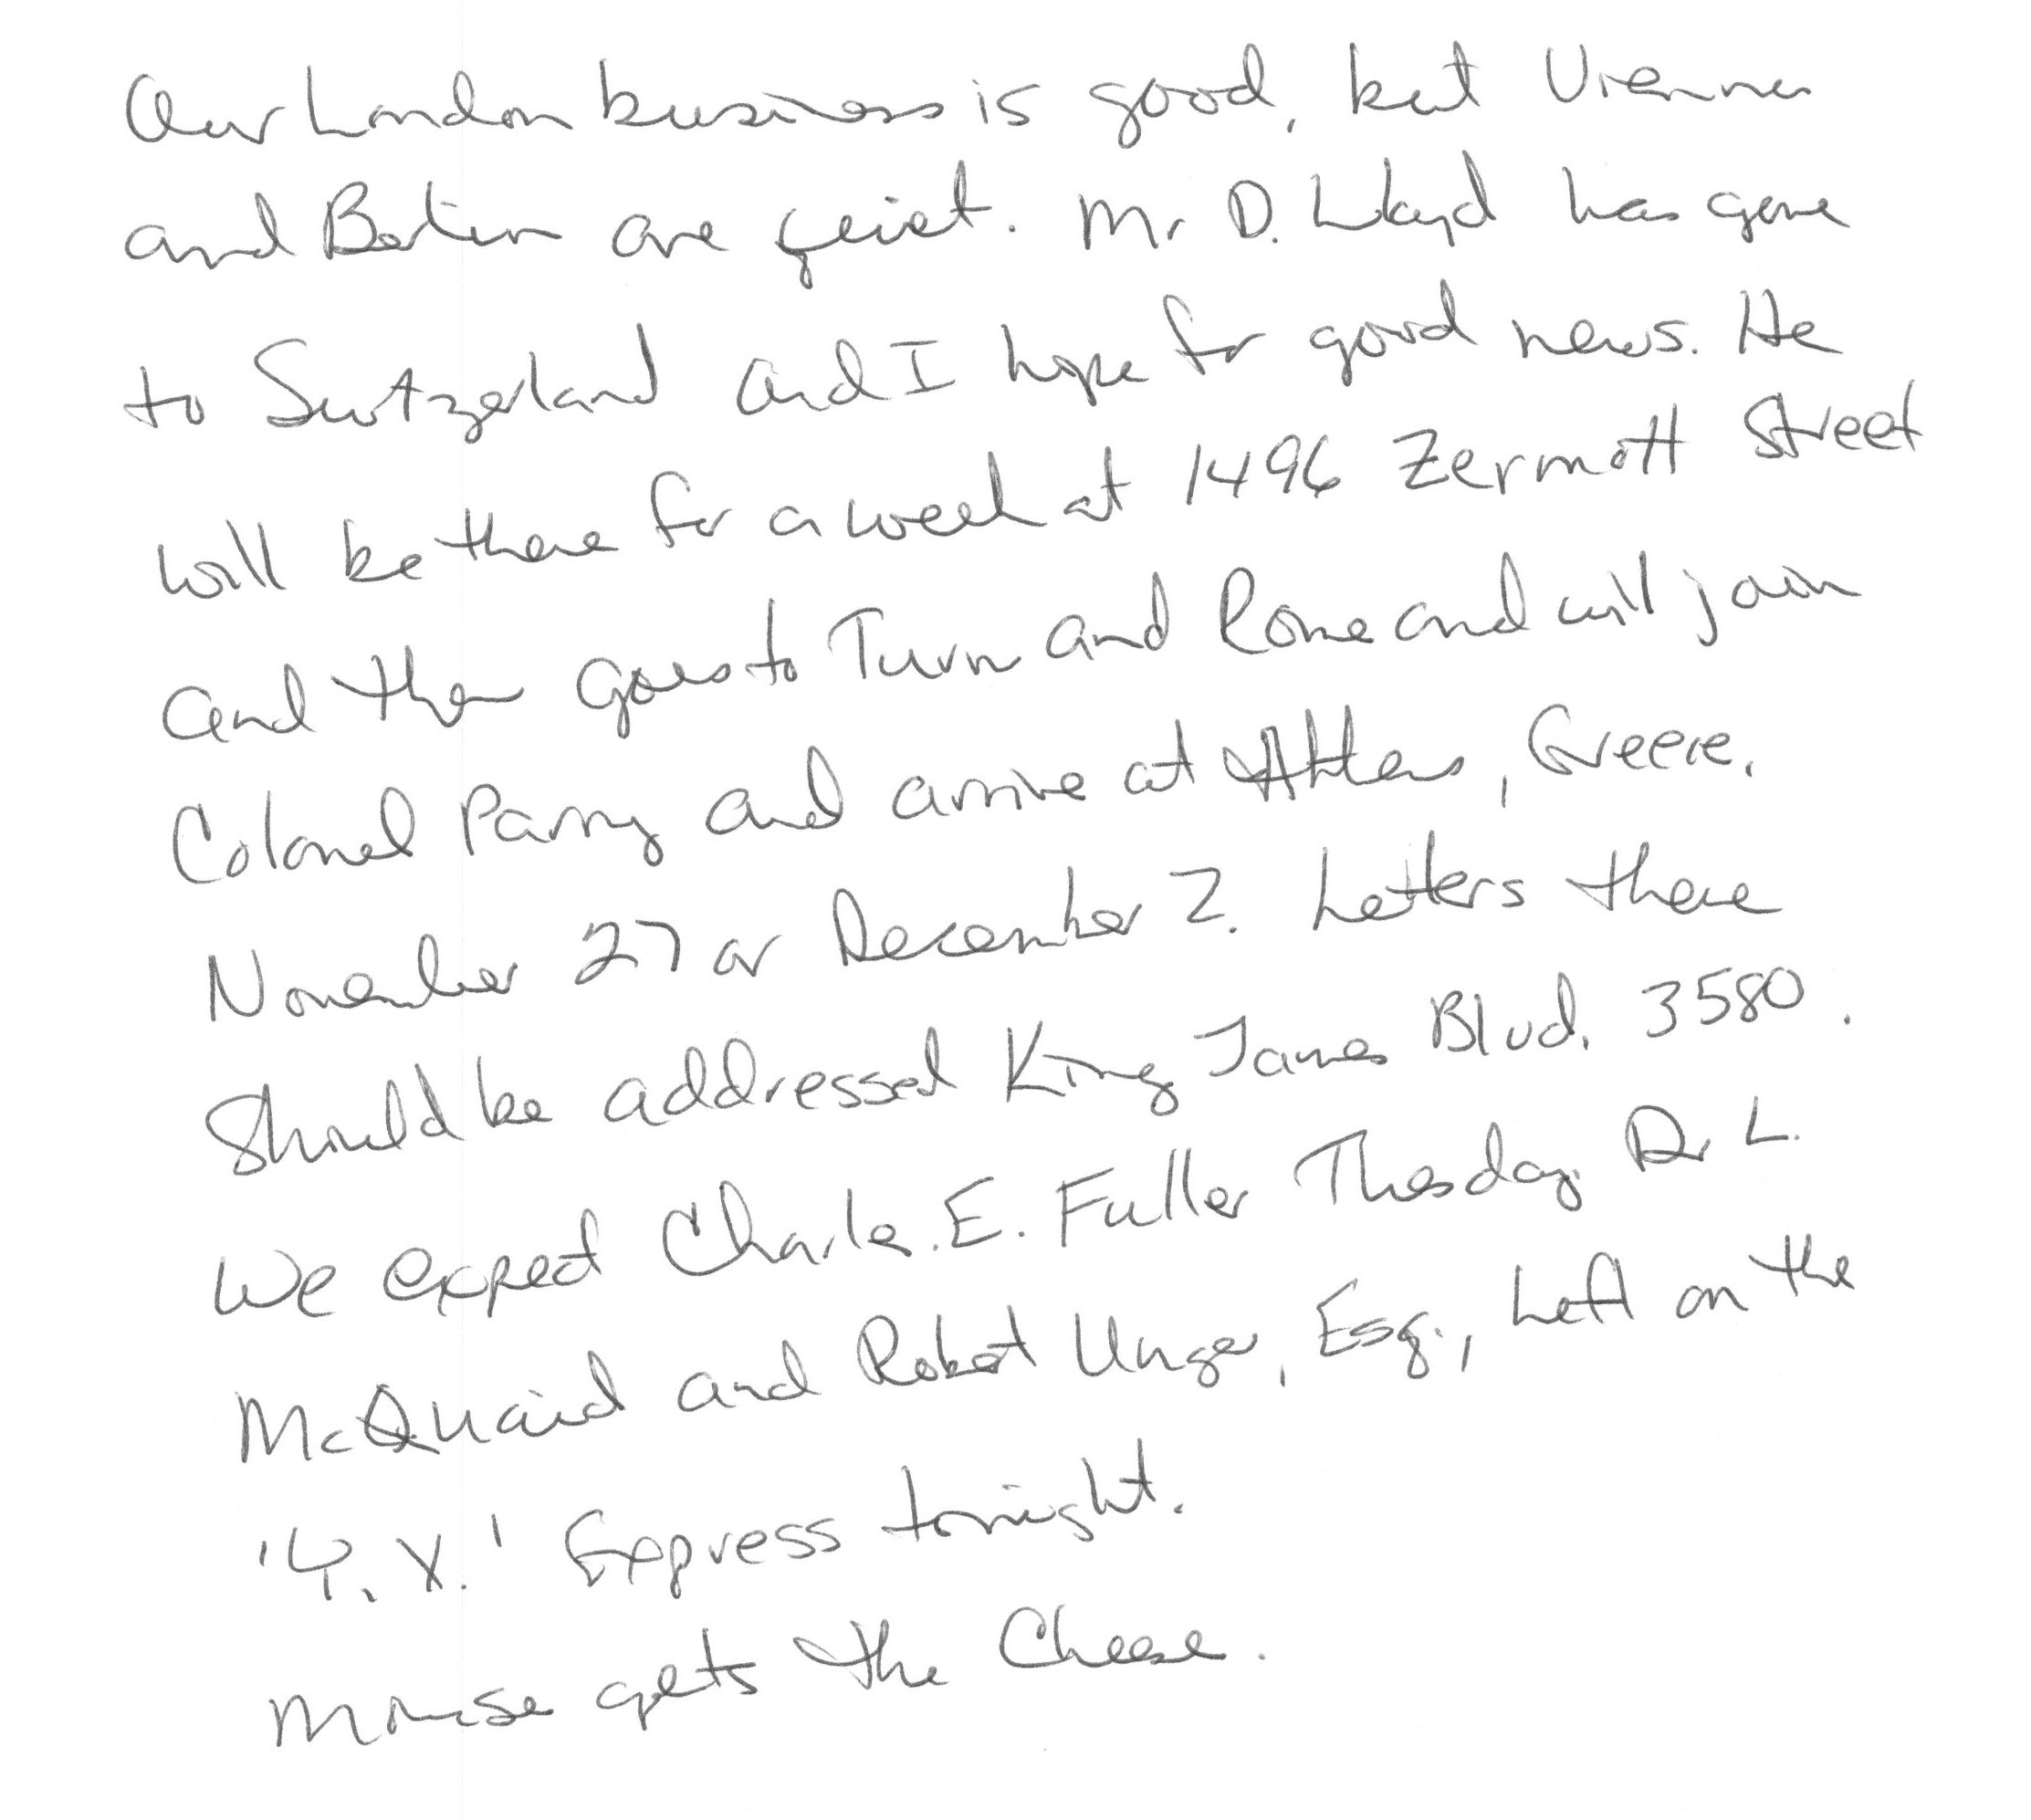 Our London business is good, but Vienna
and Berlin are quiet. Mr D. Lloyd has gone
to Switzerland and I hope for good news. He
will be there for a week at 1496 Zermott Street
and then goes to Turin and Rome and will join
Colonel Parry and arrive at Athens, Greece,
November 27 or December 2. Letters there
Should be addressed King James Blvd. 3580.
We expect Charles. E. Fuller Thesday. Dr L.
McQuaid and Robert Unger, Esq., Left on the
'Y. X.' Express tonight.
Mouse gets the Cheese.